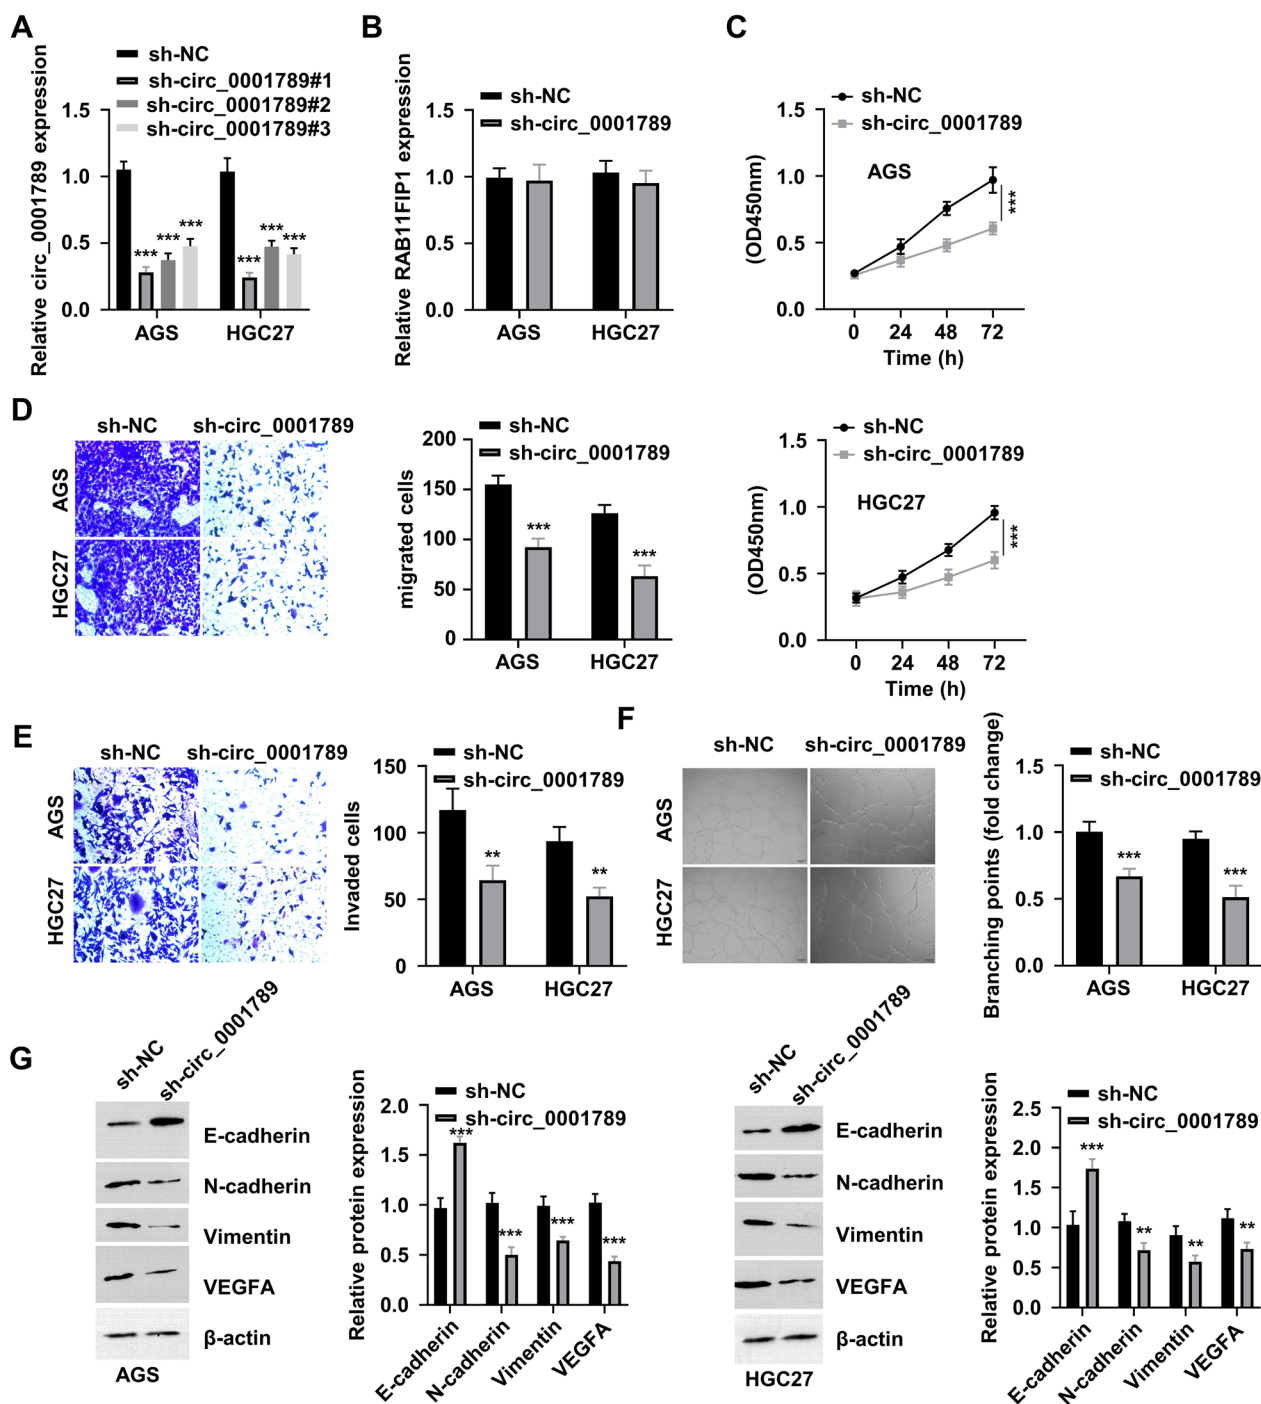 A
sh-NC
sh-circ_0001789#1
sh-circ_0001789#2
sh-circ_0001789#3
Relative circ_0001789 expression
1.5
1.0
0.5
0.0
***
***
***
***
***
***
AGS
HGC27
B
sh-NC
sh-circ_0001789
Relative RAB11FIP1 expression
1.5
1.0
0.5
0.0
AGS
HGC27
C
sh-NC
sh-circ_0001789
AGS
(OD450nm)
1.5
1.0
0.5
0.0
***
0 24 48 72
Time (h)
sh-NC
sh-circ_0001789
HGC27
(OD450nm)
1.5
1.0
0.5
0.0
***
0 24 48 72
Time (h)
D
sh-NC
sh-circ_0001789
AGS
HGC27
sh-NC
sh-circ_0001789
migrated cells
200
150
100
50
0
***
***
AGS
HGC27
E
sh-NC
sh-circ_0001789
AGS
HGC27
sh-NC
sh-circ_0001789
Invaded cells
150
100
50
0
**
**
AGS
HGC27
F
sh-NC
sh-circ_0001789
AGS
HGC27
sh-NC
sh-circ_0001789
Branching points (fold change)
1.5
1.0
0.5
0.0
***
***
AGS
HGC27
G
sh-NC
sh-circ_0001789
E-cadherin
N-cadherin
Vimentin
VEGFA
β-actin
AGS
sh-NC
sh-circ_0001789
Relative protein expression
2.0
1.5
1.0
0.5
0.0
***
***
***
***
E-cadherin
N-cadherin
Vimentin
VEGFA
sh-NC
sh-circ_0001789
E-cadherin
N-cadherin
Vimentin
VEGFA
β-actin
HGC27
sh-NC
sh-circ_0001789
Relative protein expression
2.5
2.0
1.5
1.0
0.5
0.0
***
**
**
**
E-cadherin
N-cadherin
Vimentin
VEGFA